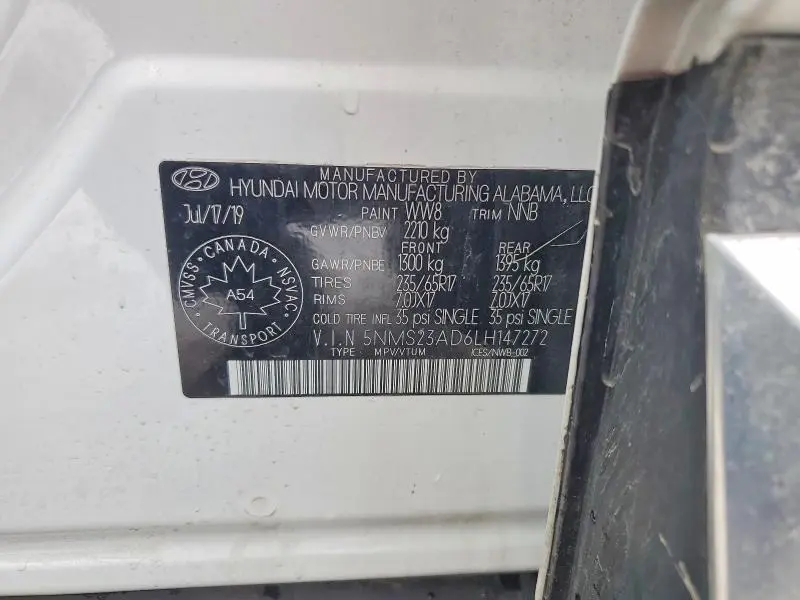 MANUFACTURED BY
HYUNDAI MOTOR MANUFACTURING ALABAMA, LLC
Jul/17/19 PAINT WW8 TRIM NNB
GVWR/PNBV 2210 kg
FRONT REAR
GAWR/PNBE 1300 kg 1395 kg
TIRES 235/65R17 235/65R17
RIMS 7.0JX17 7.0JX17
COLD TIRE INFL 35 psi SINGLE 35 psi SINGLE
V.I.N 5NMS23AD6LH147272
TYPE : MPV/VTUM ICES/NWB-002
CMVSS · CANADA · NSVAC · TRANSPORT ·
A54